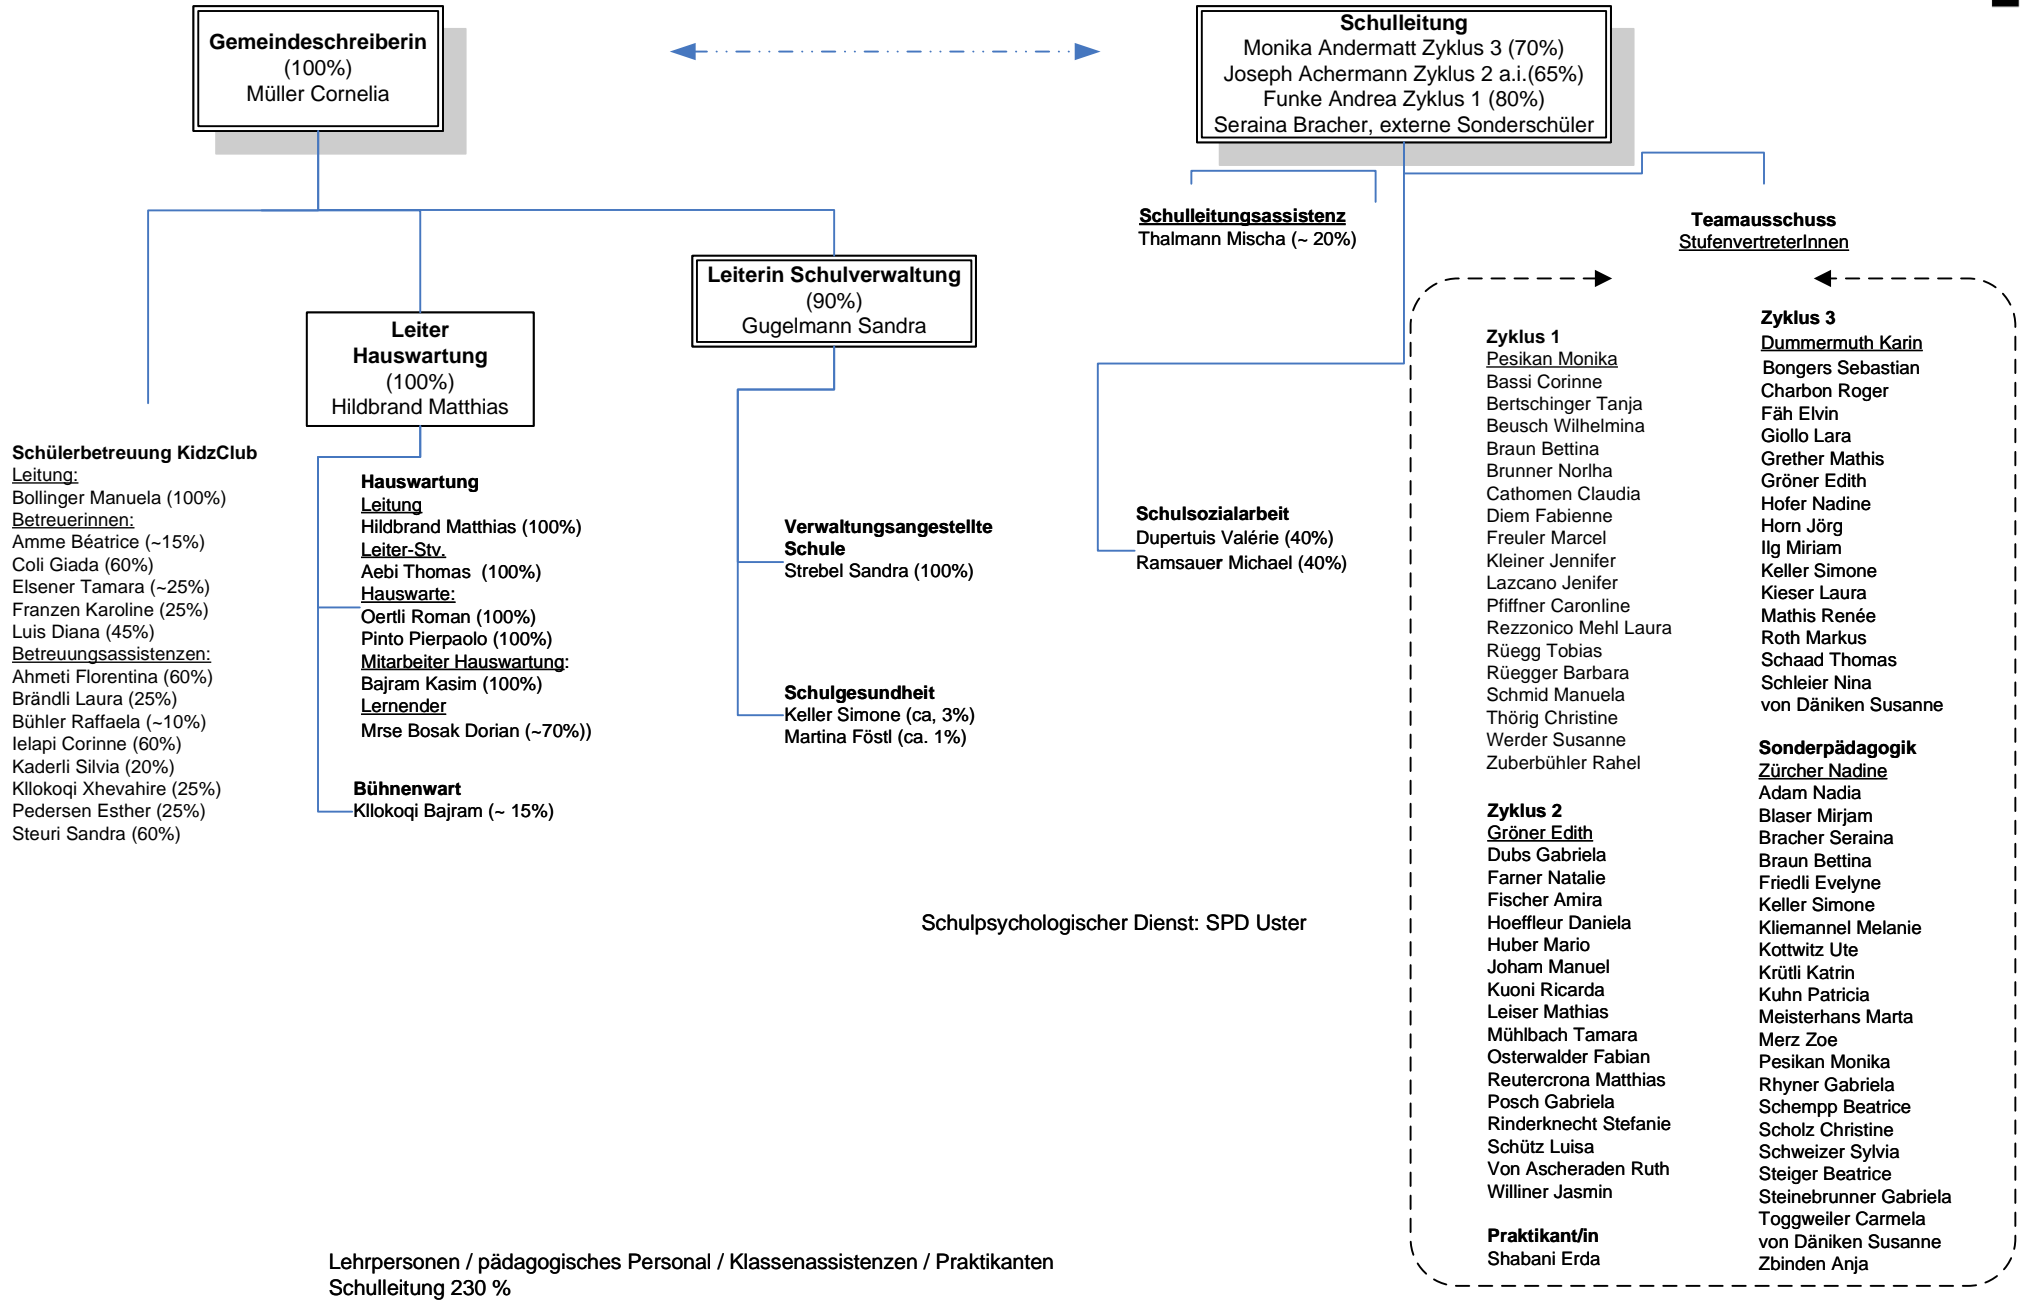 Gemeindeschreiberin
(100%)
Müller Cornelia
Schulleitung
Monika Andermatt Zyklus 3 (70%)
Joseph Achermann Zyklus 2 a.i.(65%)
Funke Andrea Zyklus 1 (80%)
Seraina Bracher, externe Sonderschüler
Schulleitungsassistenz
Thalmann Mischa (~ 20%)
Teamausschuss
StufenvertreterInnen
Leiterin Schulverwaltung
(90%)
Gugelmann Sandra
Leiter
Hauswartung
(100%)
Hildbrand Matthias
Schülerbetreuung KidzClub
Leitung:
Bollinger Manuela (100%)
Betreuerinnen:
Amme Béatrice (~15%)
Coli Giada (60%)
Elsener Tamara (~25%)
Franzen Karoline (25%)
Luis Diana (45%)
Betreuungsassistenzen:
Ahmeti Florentina (60%)
Brändli Laura (25%)
Bühler Raffaela (~10%)
Ielapi Corinne (60%)
Kaderli Silvia (20%)
Kllokoqi Xhevahire (25%)
Pedersen Esther (25%)
Steuri Sandra (60%)
Hauswartung
Leitung
Hildbrand Matthias (100%)
Leiter-Stv.
Aebi Thomas  (100%)
Hauswarte:
Oertli Roman (100%)
Pinto Pierpaolo (100%)
Mitarbeiter Hauswartung:
Bajram Kasim (100%)
Lernender
Mrse Bosak Dorian (~70%))
Bühnenwart
Kllokoqi Bajram (~ 15%)
Verwaltungsangestellte
Schule
Strebel Sandra (100%)
Schulgesundheit
Keller Simone (ca, 3%)
Martina Föstl (ca. 1%)
Schulsozialarbeit
Dupertuis Valérie (40%)
Ramsauer Michael (40%)
Schulpsychologischer Dienst: SPD Uster
Zyklus 1
Pesikan Monika
Bassi Corinne
Bertschinger Tanja
Beusch Wilhelmina
Braun Bettina
Brunner Norlha
Cathomen Claudia
Diem Fabienne
Freuler Marcel
Kleiner Jennifer
Lazcano Jenifer
Pfiffner Caronline
Rezzonico Mehl Laura
Rüegg Tobias
Rüegger Barbara
Schmid Manuela
Thörig Christine
Werder Susanne
Zuberbühler Rahel
Zyklus 2
Gröner Edith
Dubs Gabriela
Farner Natalie
Fischer Amira
Hoeffleur Daniela
Huber Mario
Joham Manuel
Kuoni Ricarda
Leiser Mathias
Mühlbach Tamara
Osterwalder Fabian
Reutercrona Matthias
Posch Gabriela
Rinderknecht Stefanie
Schütz Luisa
Von Ascheraden Ruth
Williner Jasmin
Praktikant/in
Shabani Erda
Zyklus 3
Dummermuth Karin
Bongers Sebastian
Charbon Roger
Fäh Elvin
Giollo Lara
Grether Mathis
Gröner Edith
Hofer Nadine
Horn Jörg
Ilg Miriam
Keller Simone
Kieser Laura
Mathis Renée
Roth Markus
Schaad Thomas
Schleier Nina
von Däniken Susanne
Sonderpädagogik
Zürcher Nadine
Adam Nadia
Blaser Mirjam
Bracher Seraina
Braun Bettina
Friedli Evelyne
Keller Simone
Kliemannel Melanie
Kottwitz Ute
Krütli Katrin
Kuhn Patricia
Meisterhans Marta
Merz Zoe
Pesikan Monika
Rhyner Gabriela
Schempp Beatrice
Scholz Christine
Schweizer Sylvia
Steiger Beatrice
Steinebrunner Gabriela
Toggweiler Carmela
von Däniken Susanne
Zbinden Anja
Lehrpersonen / pädagogisches Personal / Klassenassistenzen / Praktikanten
Schulleitung 230 %